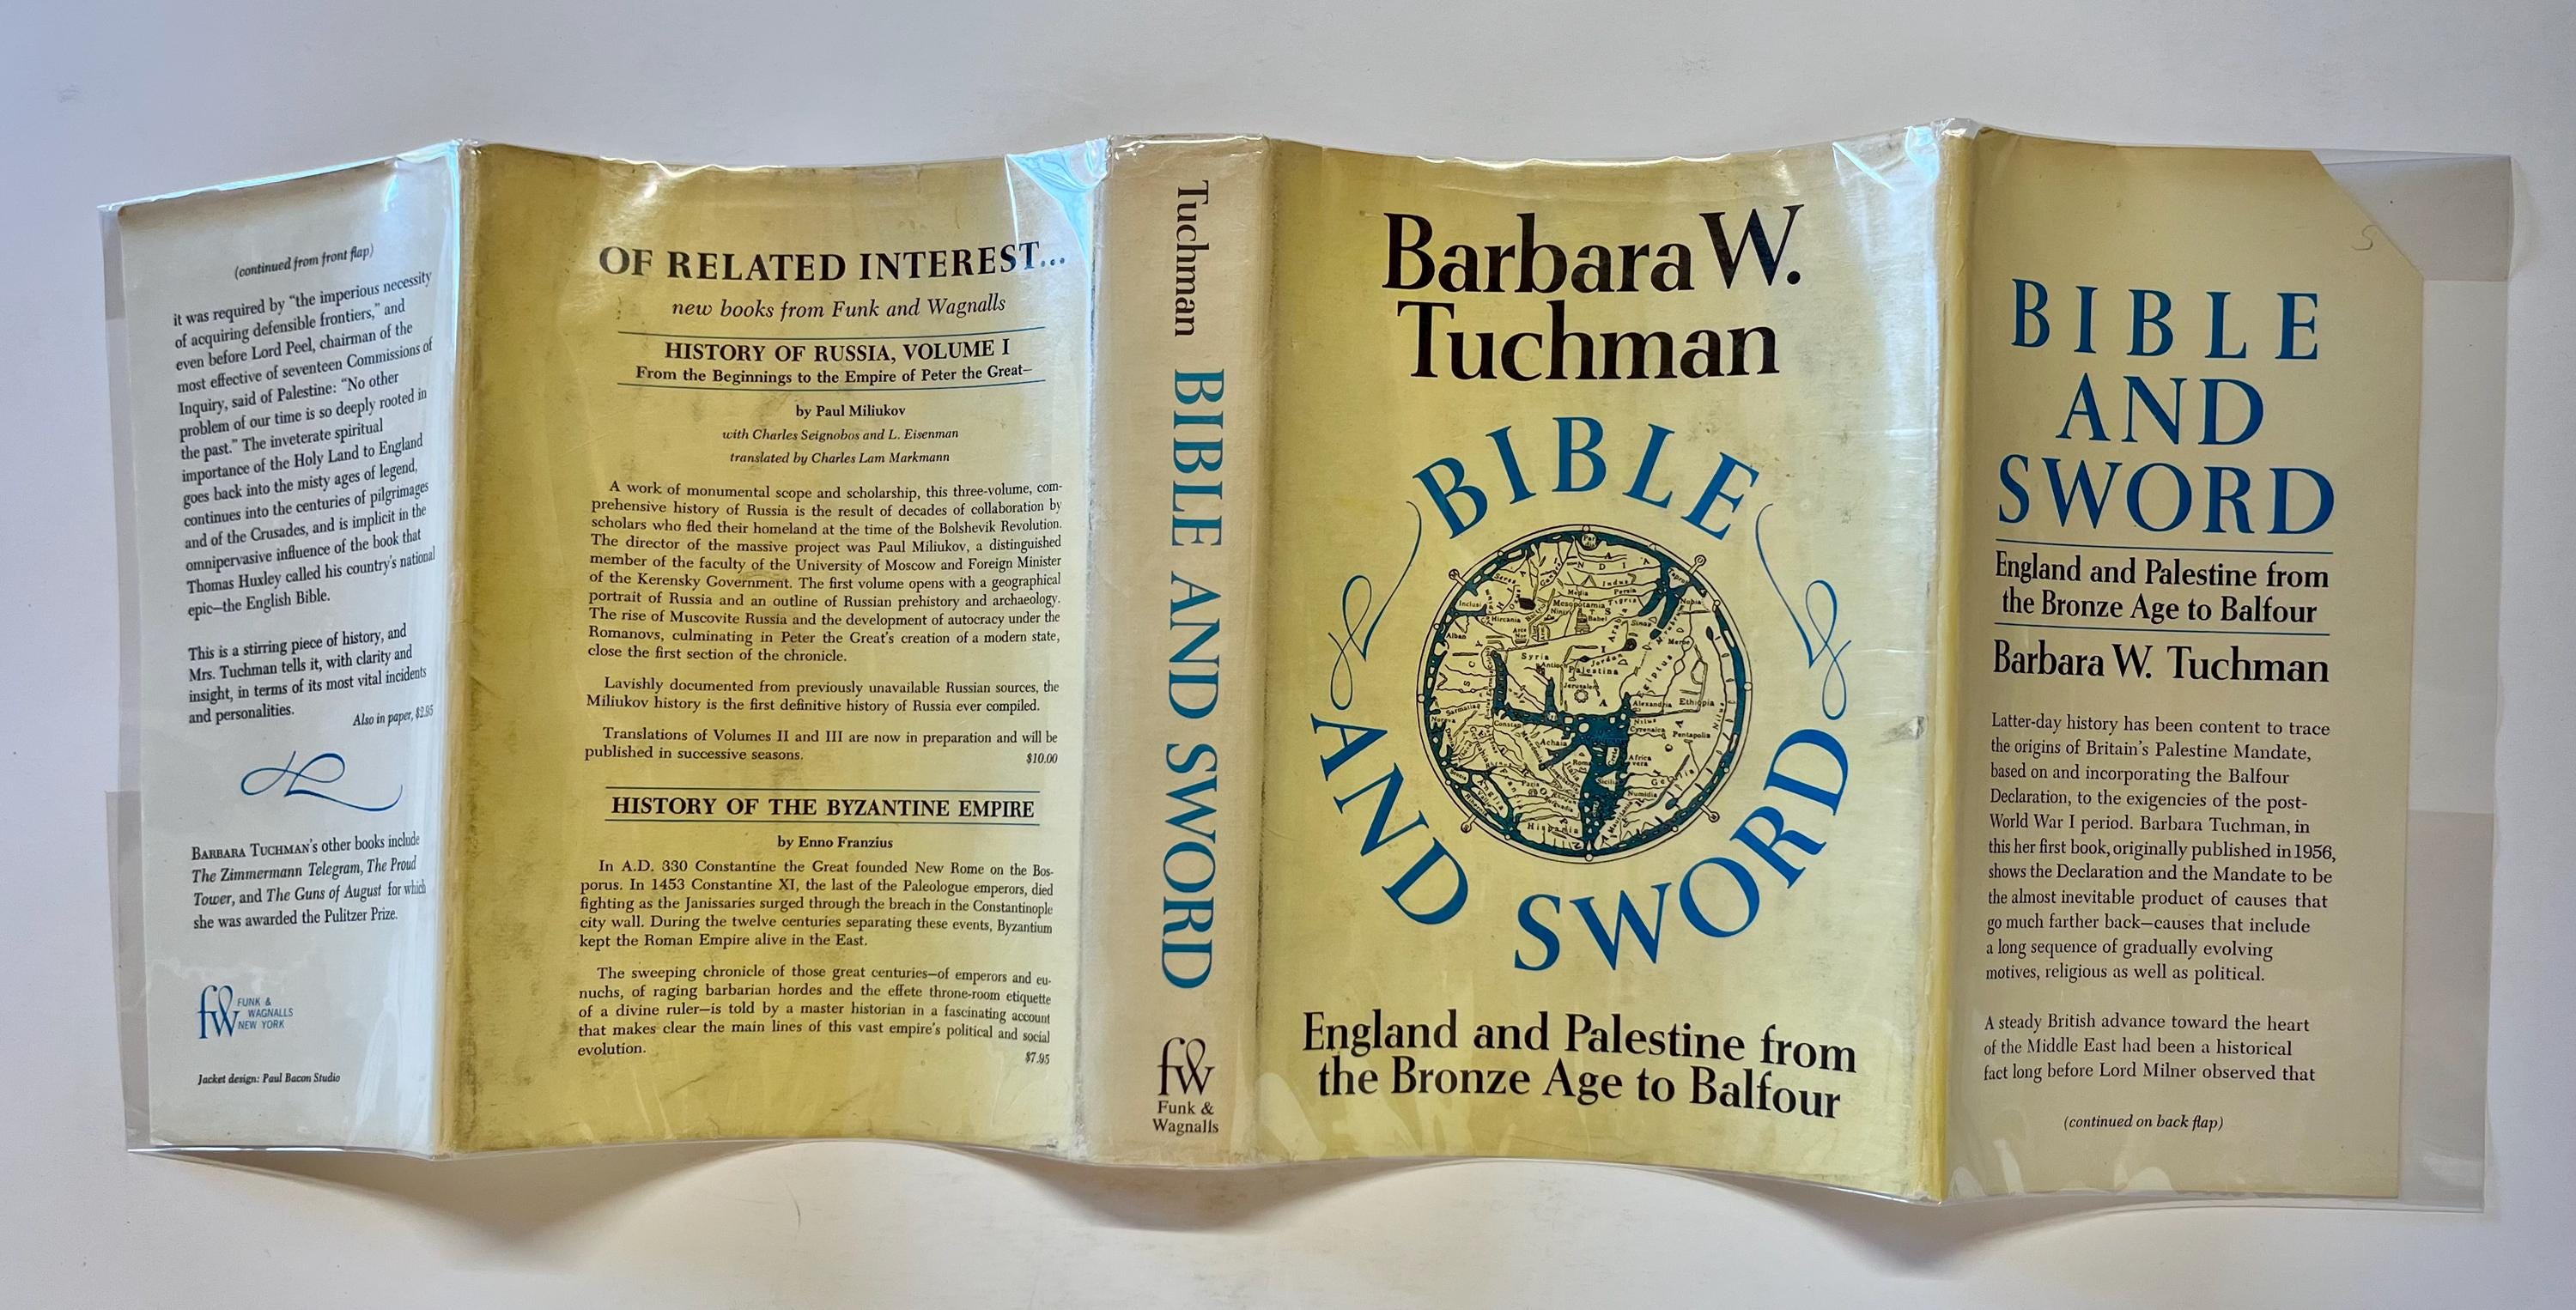 (continued from front flap)
it was required by “the imperious necessity
of acquiring defensible frontiers,” and
even before Lord Peel, chairman of the
most effective of seventeen Commissions of
Inquiry, said of Palestine: “No other
problem of our time is so deeply rooted in
the past.” The inveterate spiritual
importance of the Holy Land to England
goes back into the misty ages of legend,
continues into the centuries of pilgrimages
and of the Crusades, and is implicit in the
omnipervasive influence of the book that
Thomas Huxley called his country’s national
epic—the English Bible.
This is a stirring piece of history, and
Mrs. Tuchman tells it, with clarity and
insight, in terms of its most vital incidents
and personalities.
Also in paper, $2.95
BARBARA TUCHMAN’s other books include
The Zimmermann Telegram, The Proud
Tower, and The Guns of August for which
she was awarded the Pulitzer Prize.
fw FUNK &
WAGNALLS
NEW YORK
Jacket design: Paul Bacon Studio
OF RELATED INTEREST...
new books from Funk and Wagnalls
HISTORY OF RUSSIA, VOLUME I
From the Beginnings to the Empire of Peter the Great—
by Paul Miliukov
with Charles Seignobos and L. Eisenman
translated by Charles Lam Markmann
A work of monumental scope and scholarship, this three-volume, com-
prehensive history of Russia is the result of decades of collaboration by
scholars who fled their homeland at the time of the Bolshevik Revolution.
The director of the massive project was Paul Miliukov, a distinguished
member of the faculty of the University of Moscow and Foreign Minister
of the Kerensky Government. The first volume opens with a geographical
portrait of Russia and an outline of Russian prehistory and archaeology.
The rise of Muscovite Russia and the development of autocracy under the
Romanovs, culminating in Peter the Great’s creation of a modern state,
close the first section of the chronicle.
Lavishly documented from previously unavailable Russian sources, the
Miliukov history is the first definitive history of Russia ever compiled.
Translations of Volumes II and III are now in preparation and will be
published in successive seasons.
$10.00
HISTORY OF THE BYZANTINE EMPIRE
by Enno Franzius
In A.D. 330 Constantine the Great founded New Rome on the Bos-
porus. In 1453 Constantine XI, the last of the Paleologue emperors, died
fighting as the Janissaries surged through the breach in the Constantinople
city wall. During the twelve centuries separating these events, Byzantium
kept the Roman Empire alive in the East.
The sweeping chronicle of those great centuries—of emperors and eu-
nuchs, of raging barbarian hordes and the effete throne-room etiquette
of a divine ruler—is told by a master historian in a fascinating account
that makes clear the main lines of this vast empire’s political and social
evolution.
$7.95
Tuchman BIBLE AND SWORD
fw
Funk &
Wagnalls
Barbara W.
Tuchman
BIBLE
AND SWORD
Media
Persia
Mesopotamia
Tigris
Nubia
Hircania
Babel
Alban
Syria
Jordan
Palestina
Jerusalem
Alexandria
Ethiopia
Nilus
Cyrenaica
Pentapolis
Achaia
Africa
vera
Roma
Sicilia
Numidia
Anglia
Hispania
England and Palestine from
the Bronze Age to Balfour
BIBLE
AND
SWORD
England and Palestine from
the Bronze Age to Balfour
Barbara W. Tuchman
Latter-day history has been content to trace
the origins of Britain’s Palestine Mandate,
based on and incorporating the Balfour
Declaration, to the exigencies of the post-
World War I period. Barbara Tuchman, in
this her first book, originally published in 1956,
shows the Declaration and the Mandate to be
the almost inevitable product of causes that
go much farther back—causes that include
a long sequence of gradually evolving
motives, religious as well as political.
A steady British advance toward the heart
of the Middle East had been a historical
fact long before Lord Milner observed that
(continued on back flap)